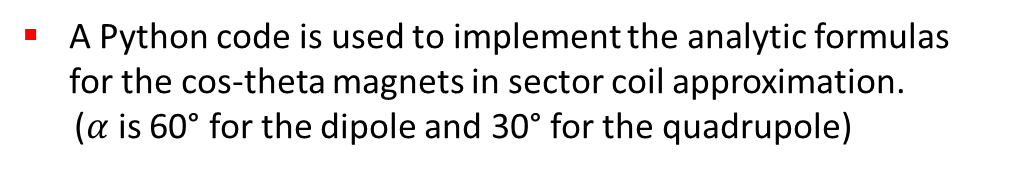 ▪ A Python code is used to implement the analytic formulas
for the cos-theta magnets in sector coil approximation.
(𝛼 is 60° for the dipole and 30° for the quadrupole)